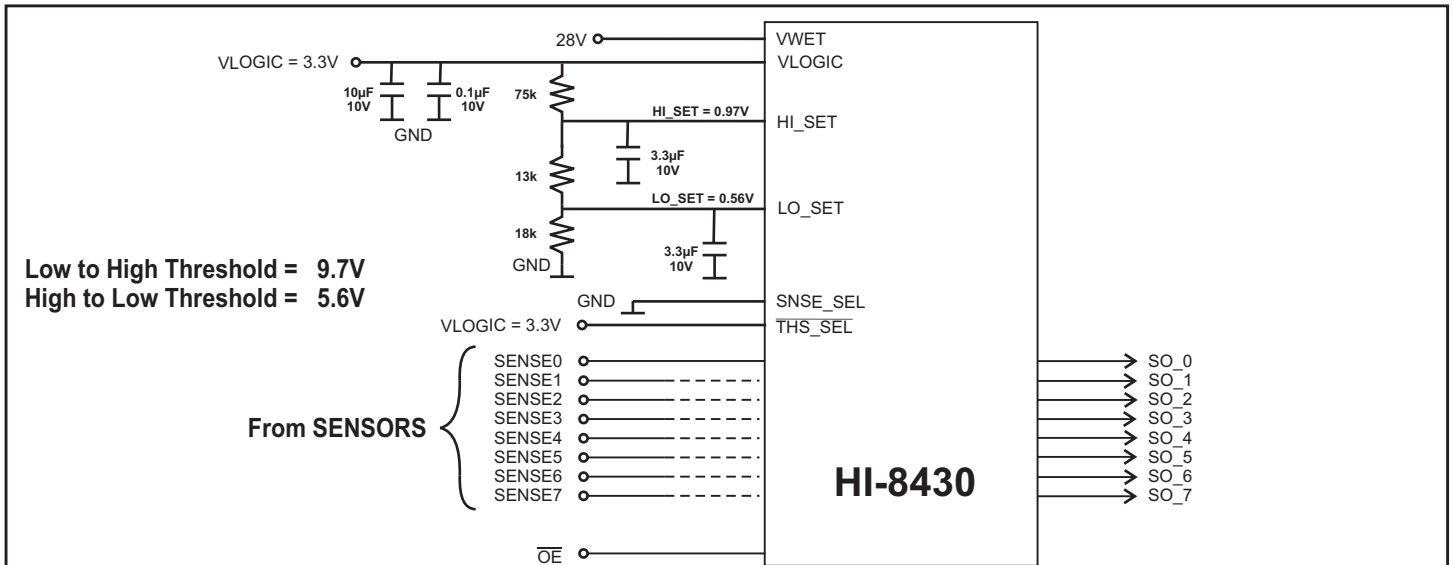 28V
VWET
VLOGIC = 3.3V
VLOGIC
10µF
10V
0.1µF
10V
GND
75k
HI_SET = 0.97V
HI_SET
3.3µF
10V
13k
LO_SET = 0.56V
LO_SET
18k
3.3µF
10V
GND
Low to High Threshold = 9.7V
High to Low Threshold = 5.6V
GND
SNSE_SEL
VLOGIC = 3.3V
THS_SEL
From SENSORS
SENSE0
SENSE1
SENSE2
SENSE3
SENSE4
SENSE5
SENSE6
SENSE7
HI-8430
SO_0
SO_1
SO_2
SO_3
SO_4
SO_5
SO_6
SO_7
OE